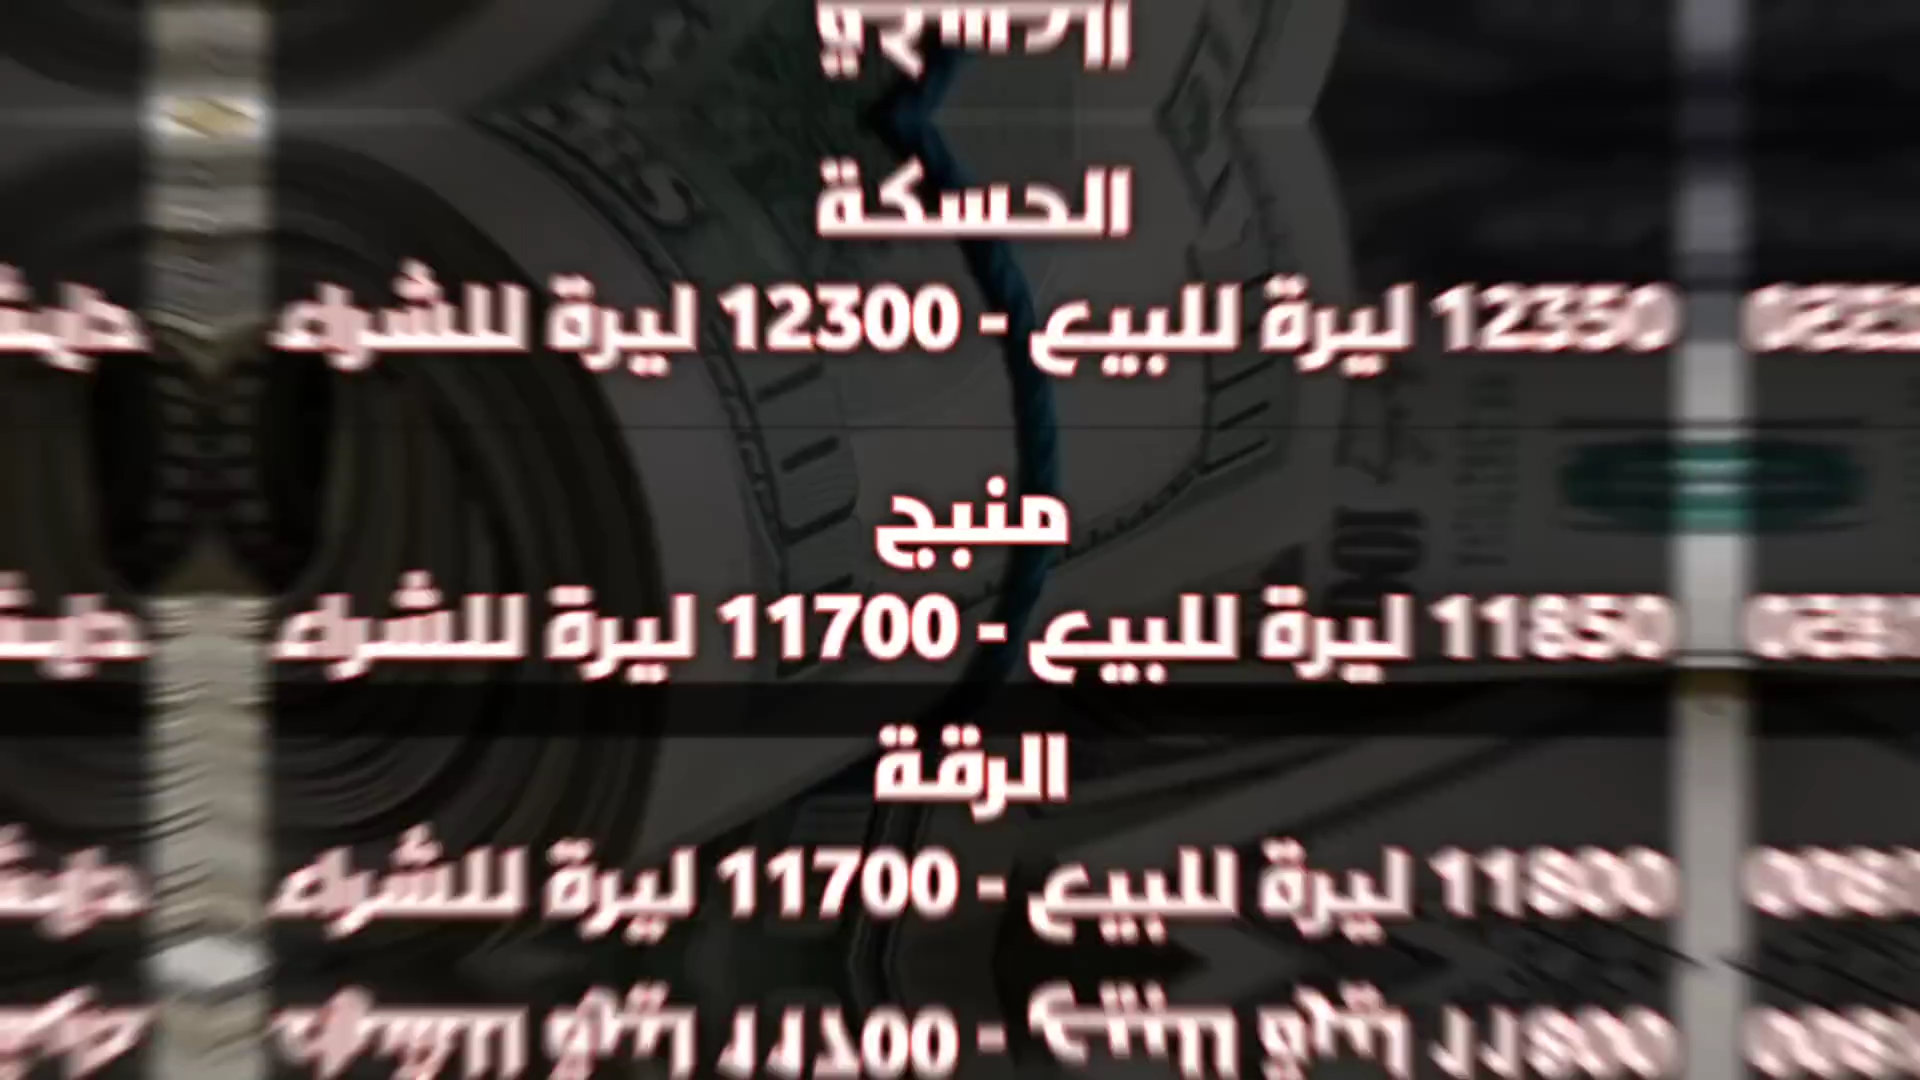 الحسكة
12350 ليرة للبيع - 12300 ليرة للشراء
منبج
11850 ليرة للبيع - 11700 ليرة للشراء
الرقة
11800 ليرة للبيع - 11700 ليرة للشراء